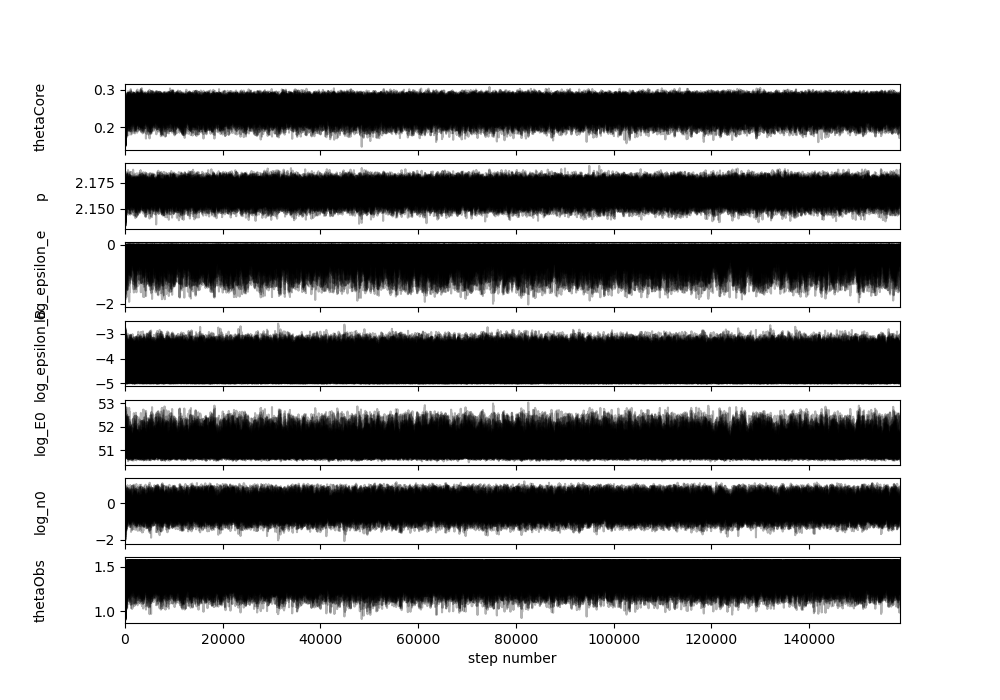 thetaCore
0.3
0.2
p
2.175
2.150
log_epsilon_e
0
−2
log_epsilon_B
−3
−4
−5
log_E0
53
52
51
log_n0
0
−2
thetaObs
1.5
1.0
0 20000 40000 60000 80000 100000 120000 140000
step number